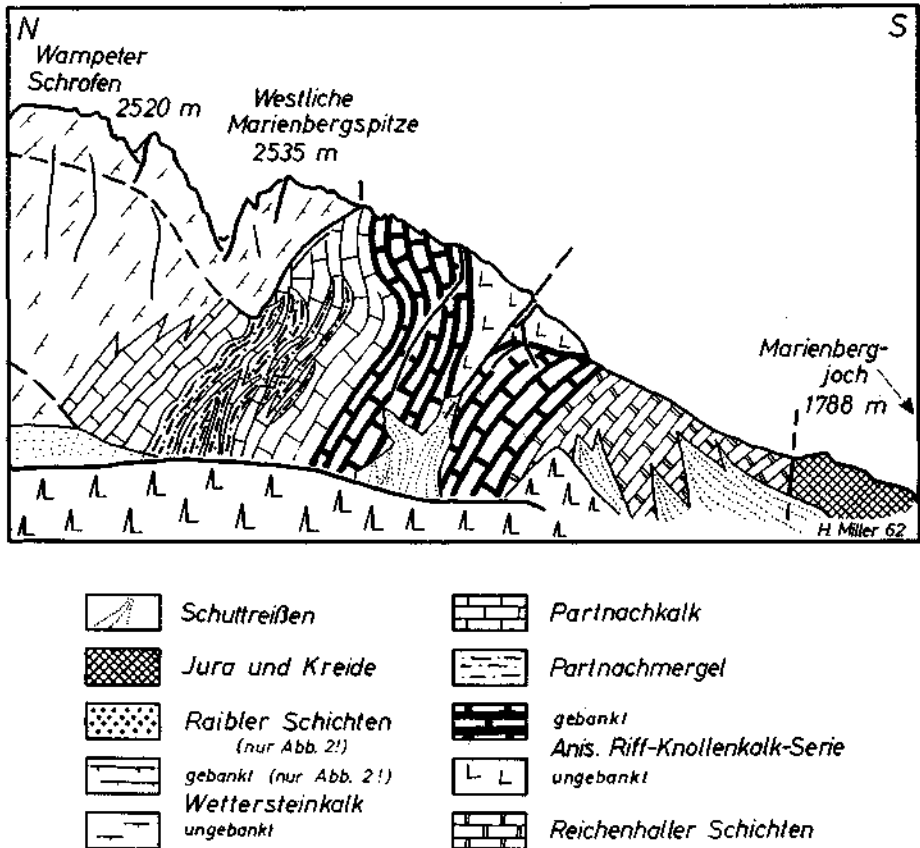 N
S
Wampeter
Schrofen
2520 m
Westliche
Marienbergspitze
2535 m
Marienberg-
joch
1788 m
H. Miller 62
Schuttreißen
Jura und Kreide
Raibler Schichten
(nur Abb. 2!)
gebankt (nur Abb. 2!)
Wettersteinkalk
ungebankt
Partnachkalk
Partnachmergel
gebankt
Anis. Riff-Knollenkalk-Serie
ungebankt
Reichenhaller Schichten